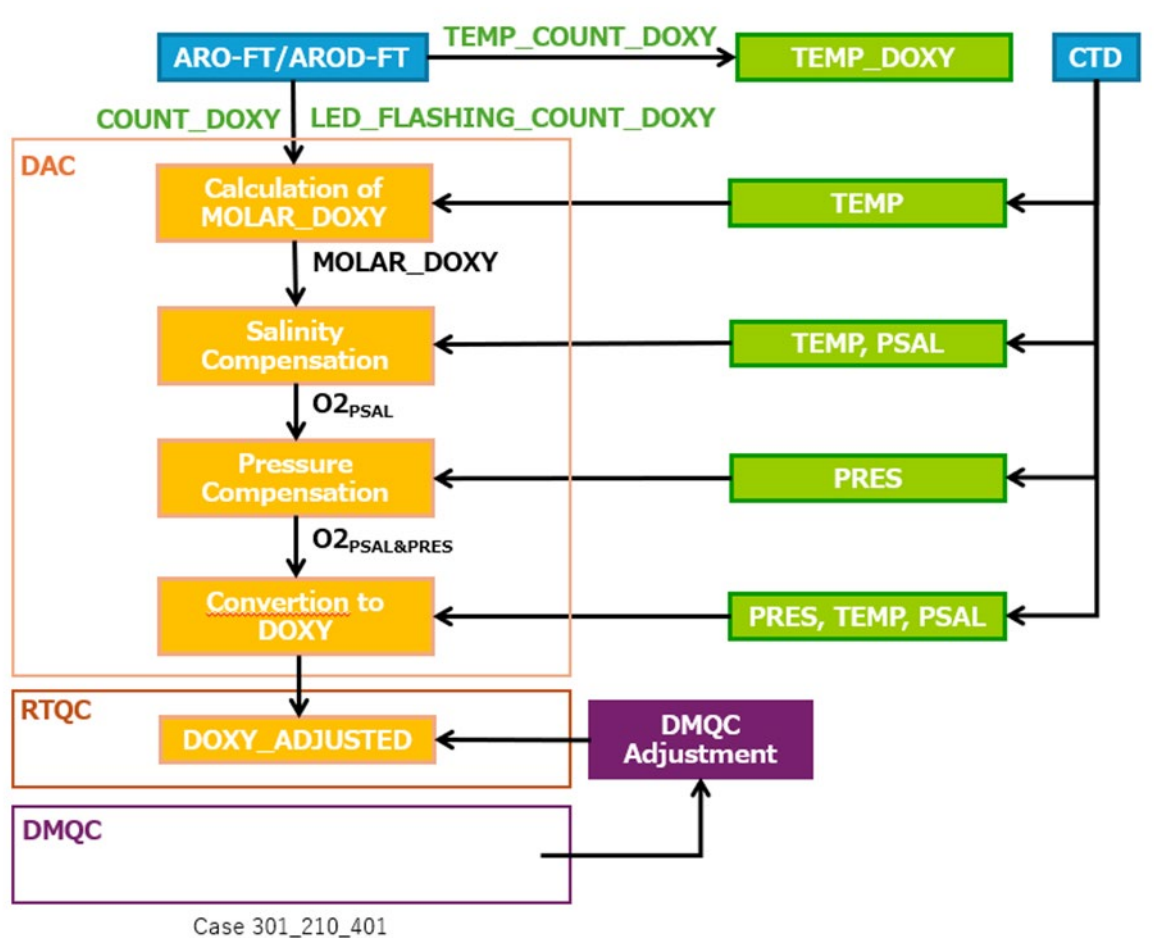 TEMP_COUNT_DOXY
ARO-FT/AROD-FT
TEMP_DOXY
CTD
COUNT_DOXY
LED_FLASHING_COUNT_DOXY
DAC
Calculation of
MOLAR_DOXY
TEMP
MOLAR_DOXY
Salinity
Compensation
TEMP, PSAL
O2PSAL
Pressure
Compensation
PRES
O2PSAL&PRES
Convertion to
DOXY
PRES, TEMP, PSAL
RTQC
DOXY_ADJUSTED
DMQC
Adjustment
DMQC
Case 301_210_401